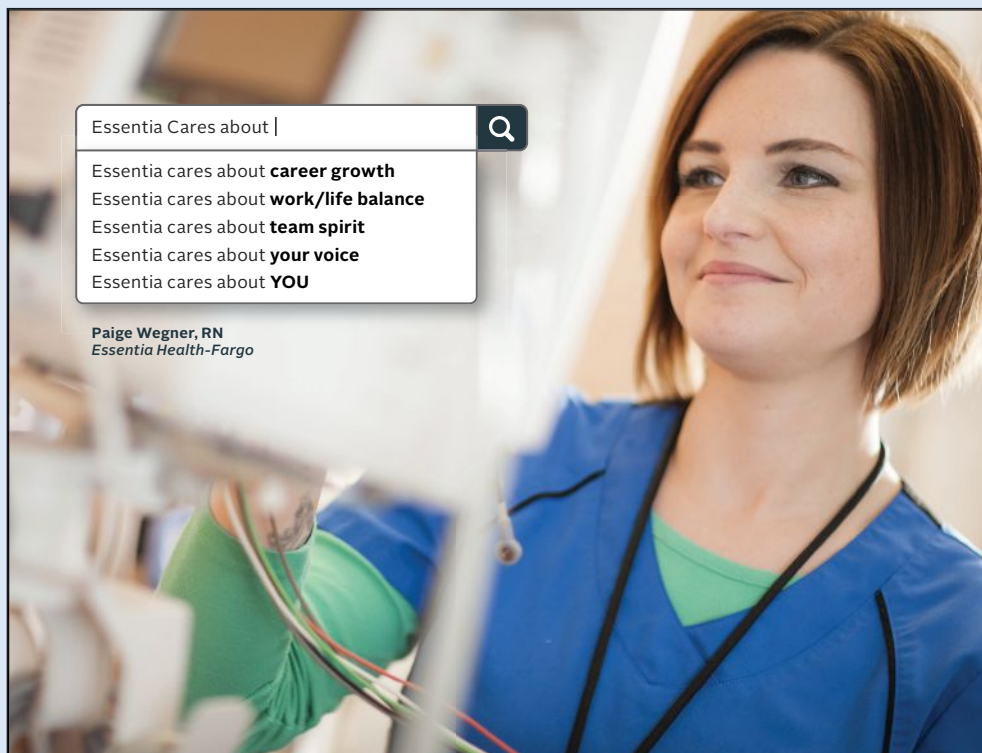 Essentia Cares about
Essentia cares about career growth
Essentia cares about work/life balance
Essentia cares about team spirit
Essentia cares about your voice
Essentia cares about YOU
Paige Wegner, RN
Essentia Health-Fargo